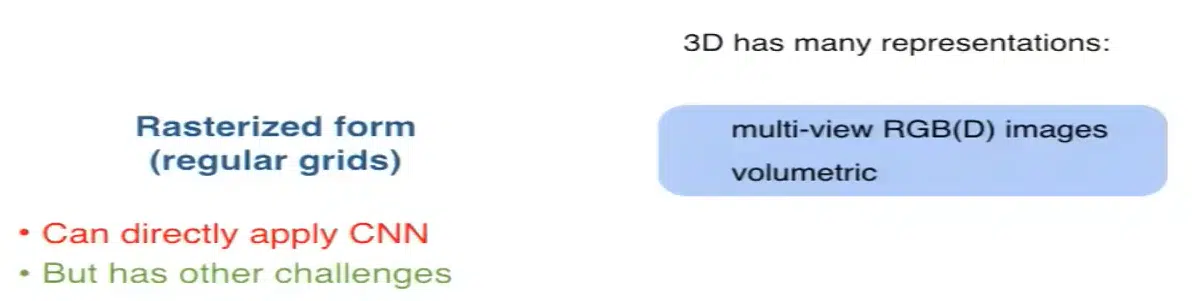 3D has many representations:
Rasterized form
(regular grids)
multi-view RGB(D) images
volumetric
• Can directly apply CNN
• But has other challenges